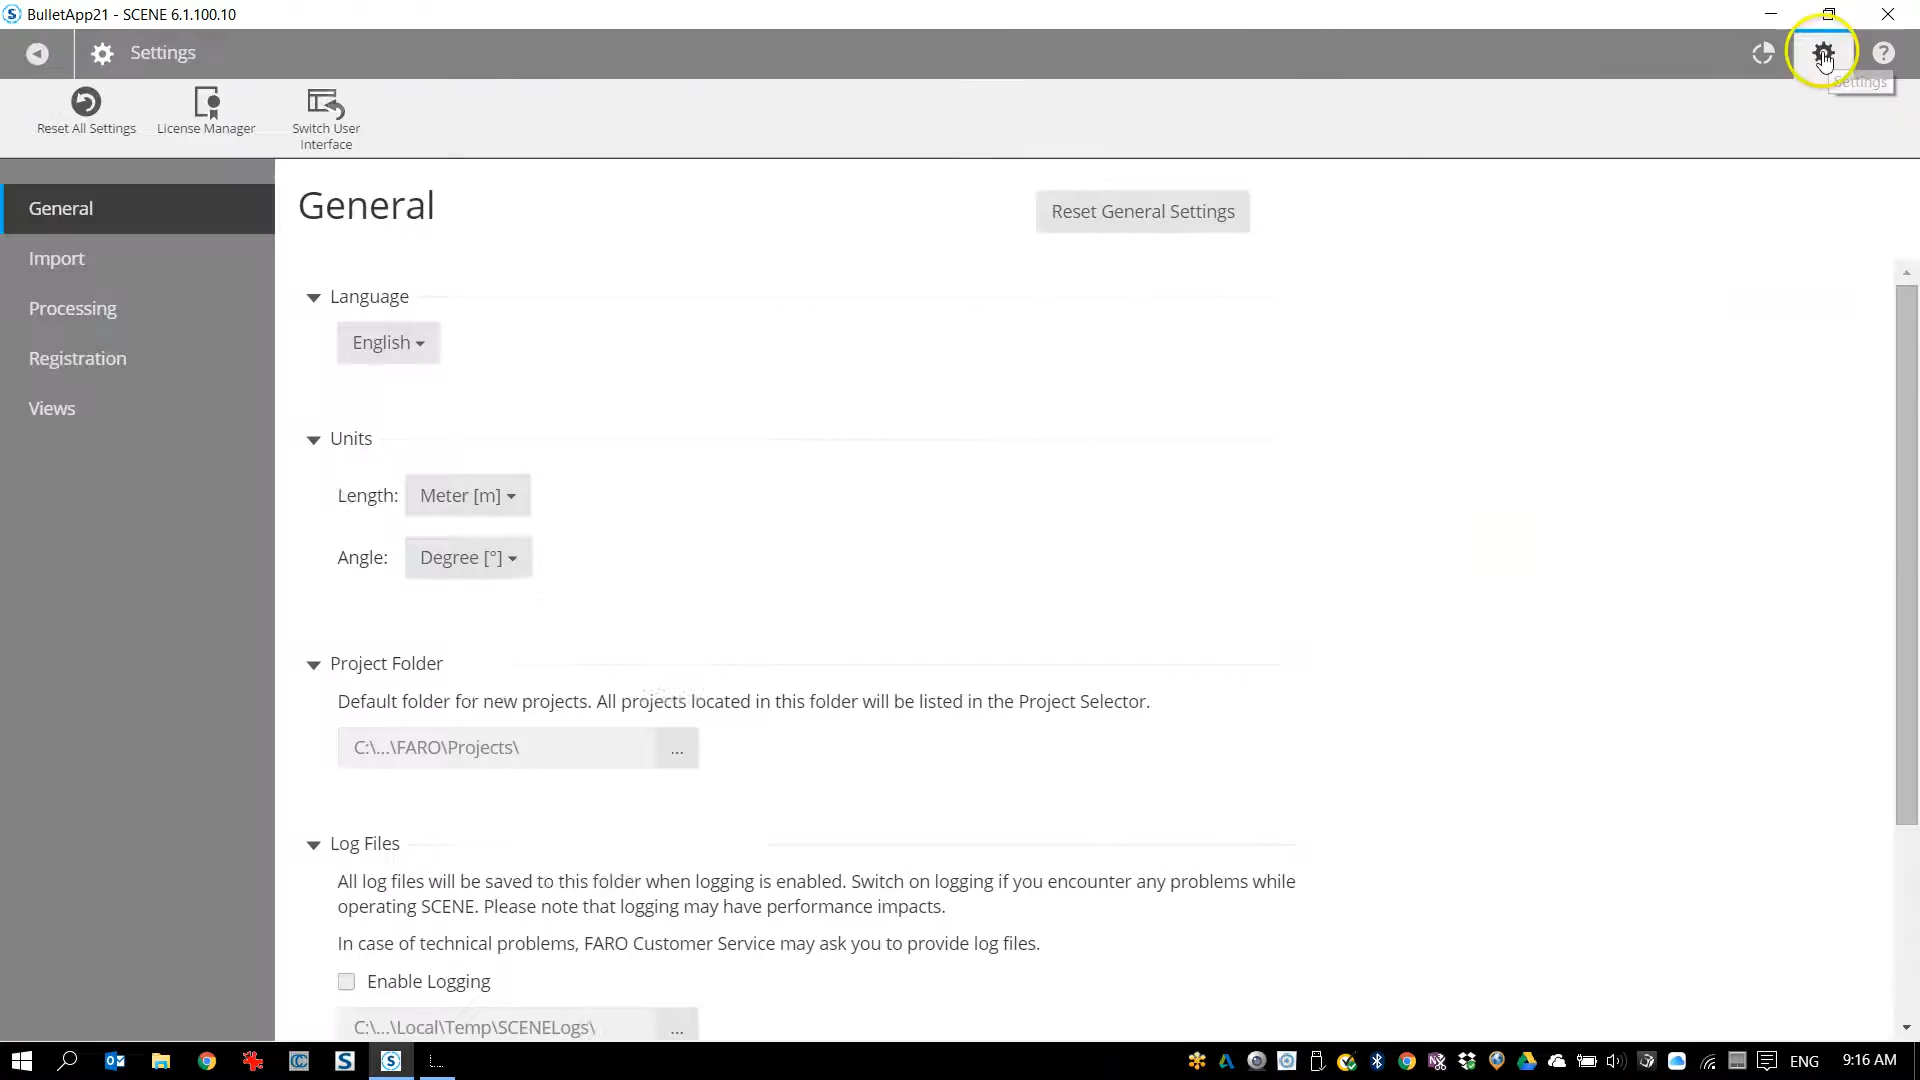 BulletApp21 - SCENE 6.1.100.10
Settings
Settings
Reset All Settings
License Manager
Switch User
Interface
General
Import
Processing
Registration
Views
General
Reset General Settings
Language
English
Units
Length: Meter [m]
Angle: Degree [°]
Project Folder
Default folder for new projects. All projects located in this folder will be listed in the Project Selector.
C:\...\FARO\Projects\ ...
Log Files
All log files will be saved to this folder when logging is enabled. Switch on logging if you encounter any problems while
operating SCENE. Please note that logging may have performance impacts.
In case of technical problems, FARO Customer Service may ask you to provide log files.
Enable Logging
C:\...\Local\Temp\SCENELogs\ ...
ENG
9:16 AM